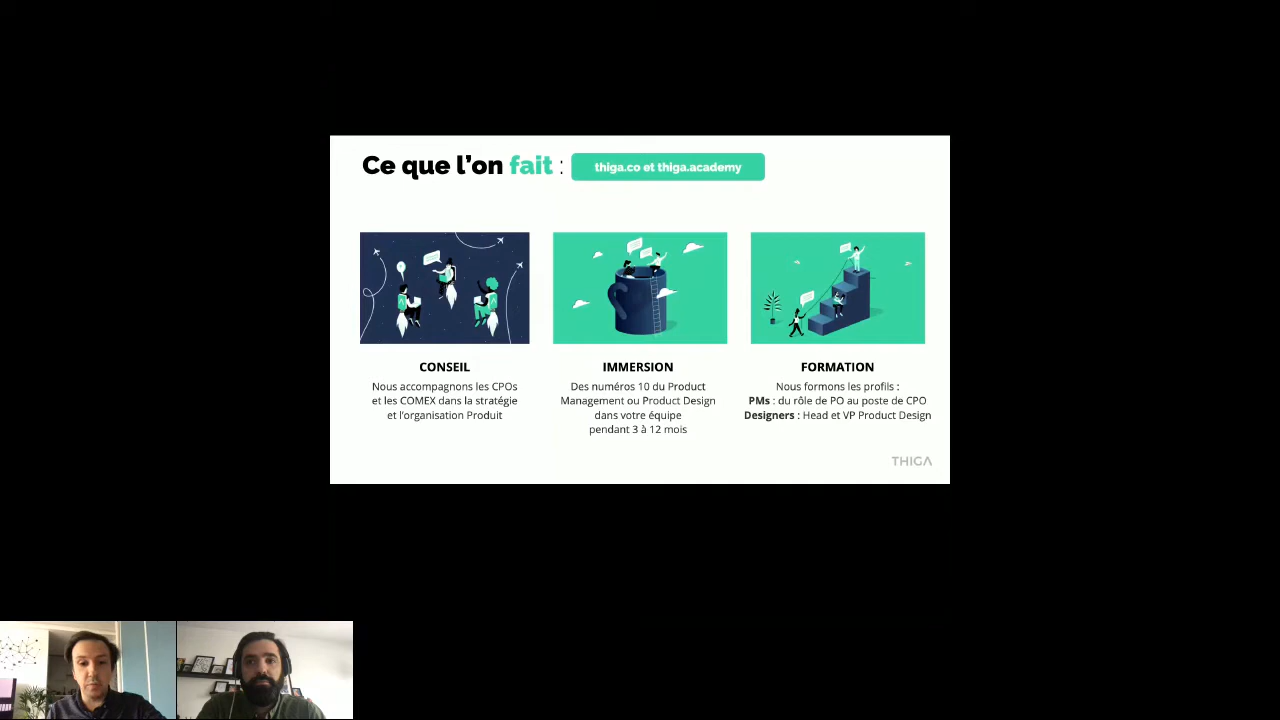 Ce que l'on fait :
thiga.co et thiga.academy
CONSEIL
Nous accompagnons les CPOs
et les COMEX dans la stratégie
et l'organisation Produit
IMMERSION
Des numéros 10 du Product
Management ou Product Design
dans votre équipe
pendant 3 à 12 mois
FORMATION
Nous formons les profils :
PMs : du rôle de PO au poste de CPO
Designers : Head et VP Product Design
THIGA